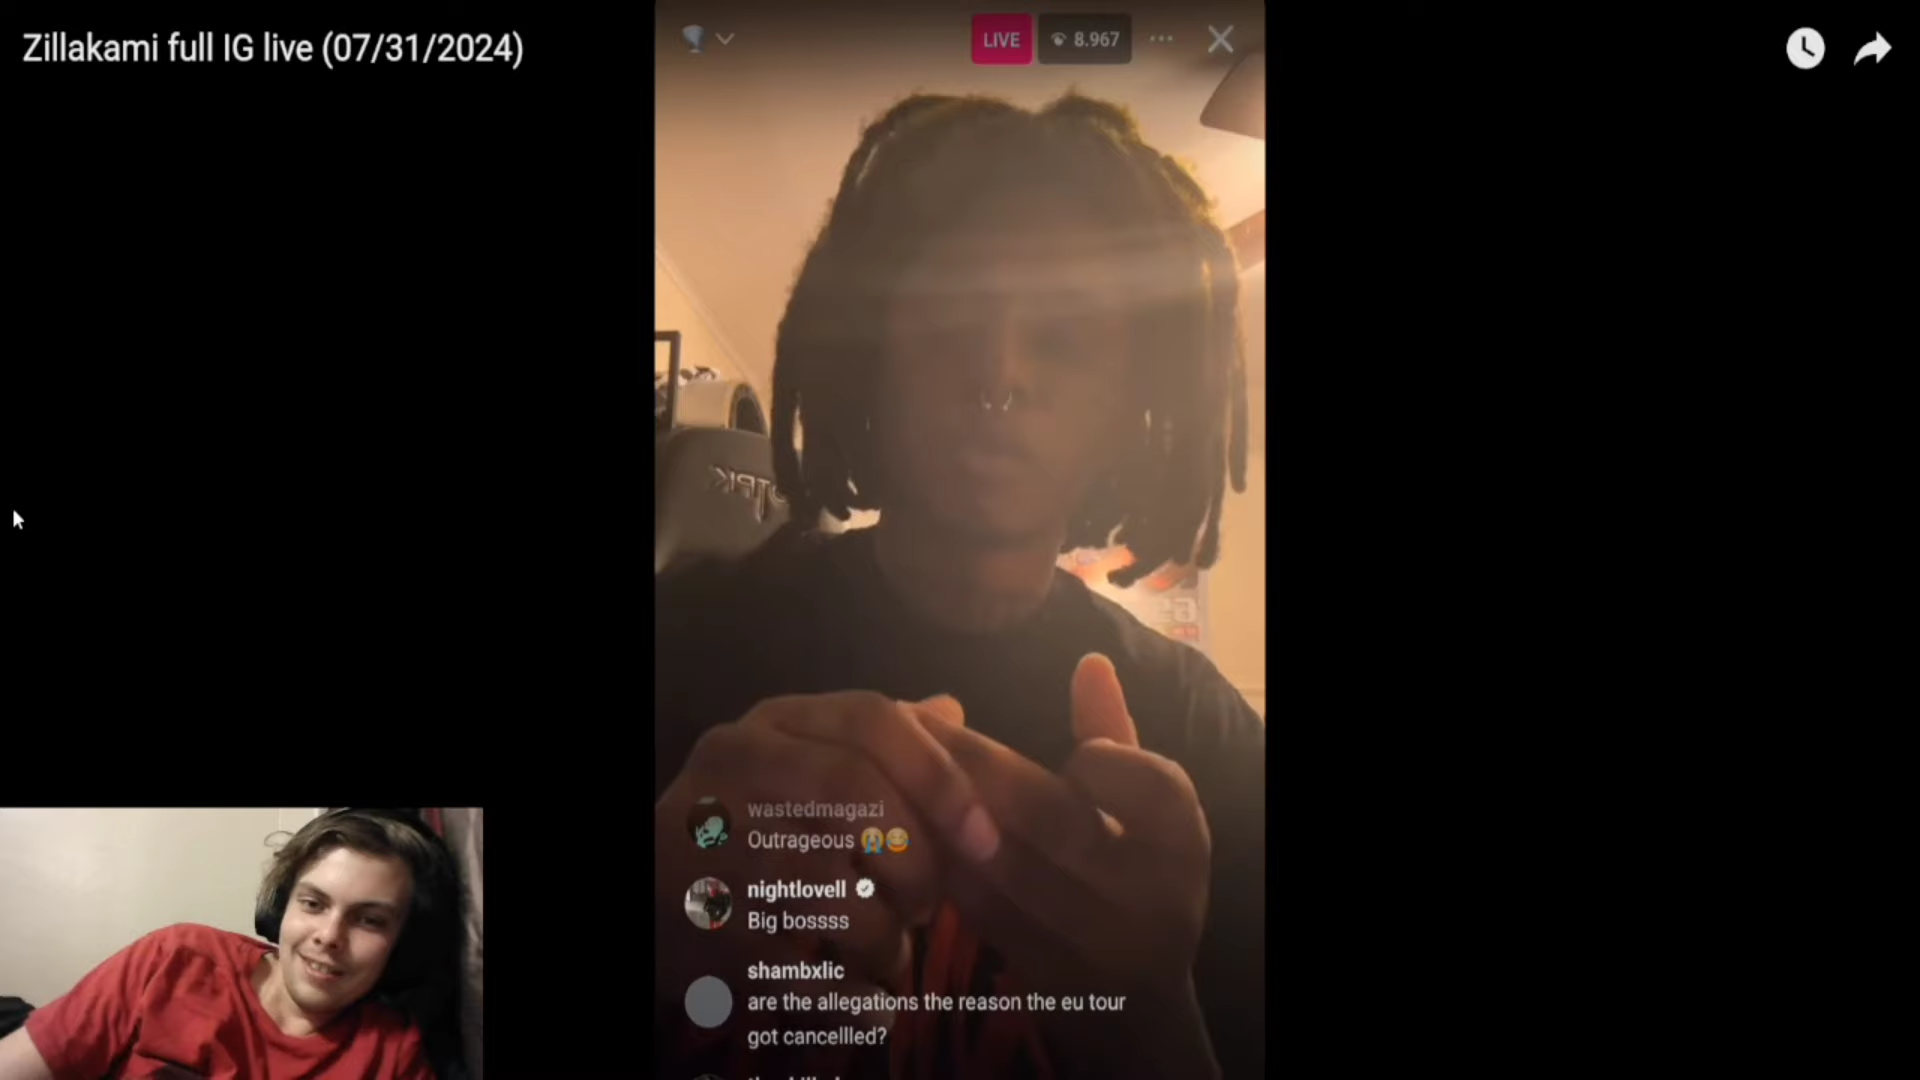 Zillakami full IG live (07/31/2024)
LIVE
8.967
wastedmagazi
Outrageous 😭😂
nightlovell
Big bossss
shambxlic
are the allegations the reason the eu tour
got cancellled?